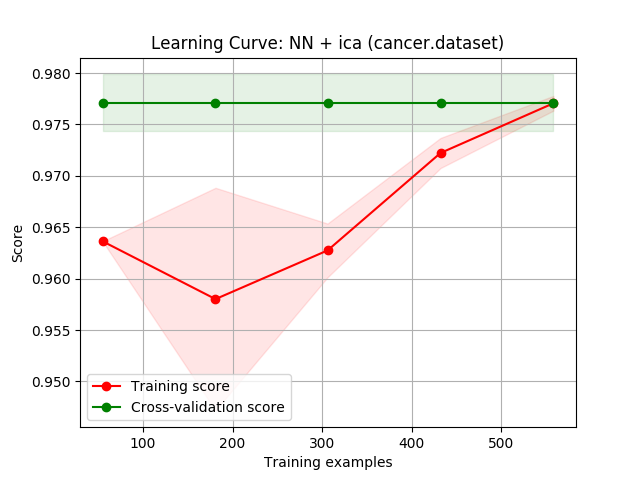 Learning Curve: NN + ica (cancer.dataset)
0.980
0.975
0.970
0.965
0.960
0.955
0.950
Score
Training score
Cross-validation score
100 200 300 400 500
Training examples